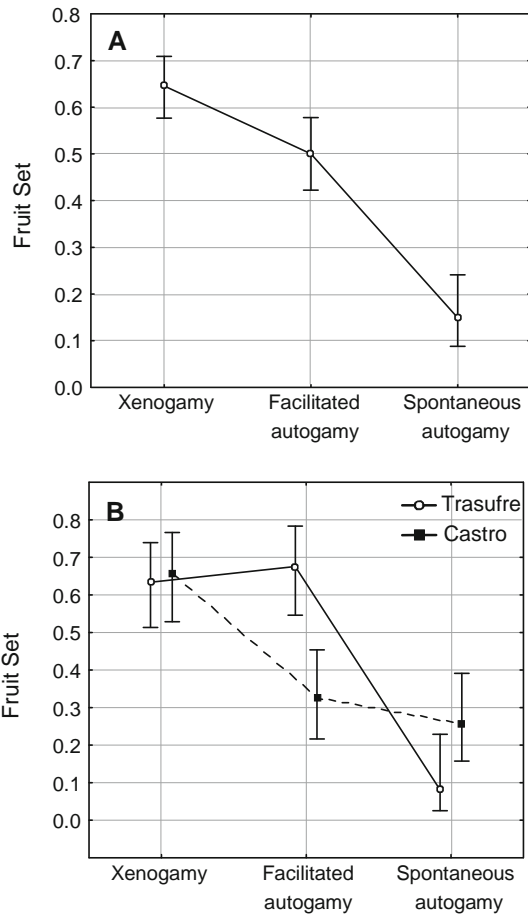 A
Fruit Set
0.8
0.7
0.6
0.5
0.4
0.3
0.2
0.1
0.0
Xenogamy
Facilitated
autogamy
Spontaneous
autogamy
B
Trasufre
Castro
Fruit Set
0.8
0.7
0.6
0.5
0.4
0.3
0.2
0.1
0.0
Xenogamy
Facilitated
autogamy
Spontaneous
autogamy